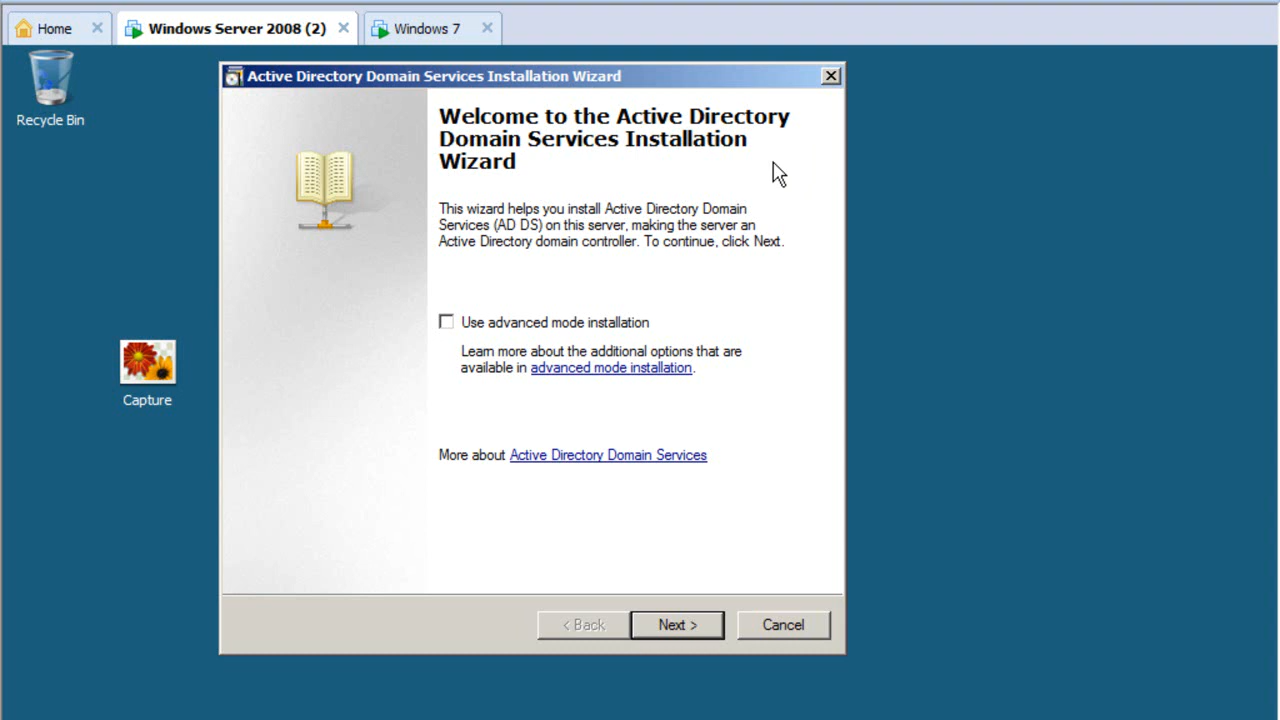 Home
Windows Server 2008 (2)
Windows 7
Recycle Bin
Active Directory Domain Services Installation Wizard
Welcome to the Active Directory
Domain Services Installation
Wizard
This wizard helps you install Active Directory Domain
Services (AD DS) on this server, making the server an
Active Directory domain controller. To continue, click Next.
Use advanced mode installation
Learn more about the additional options that are
available in advanced mode installation.
Capture
More about Active Directory Domain Services
< Back
Next >
Cancel